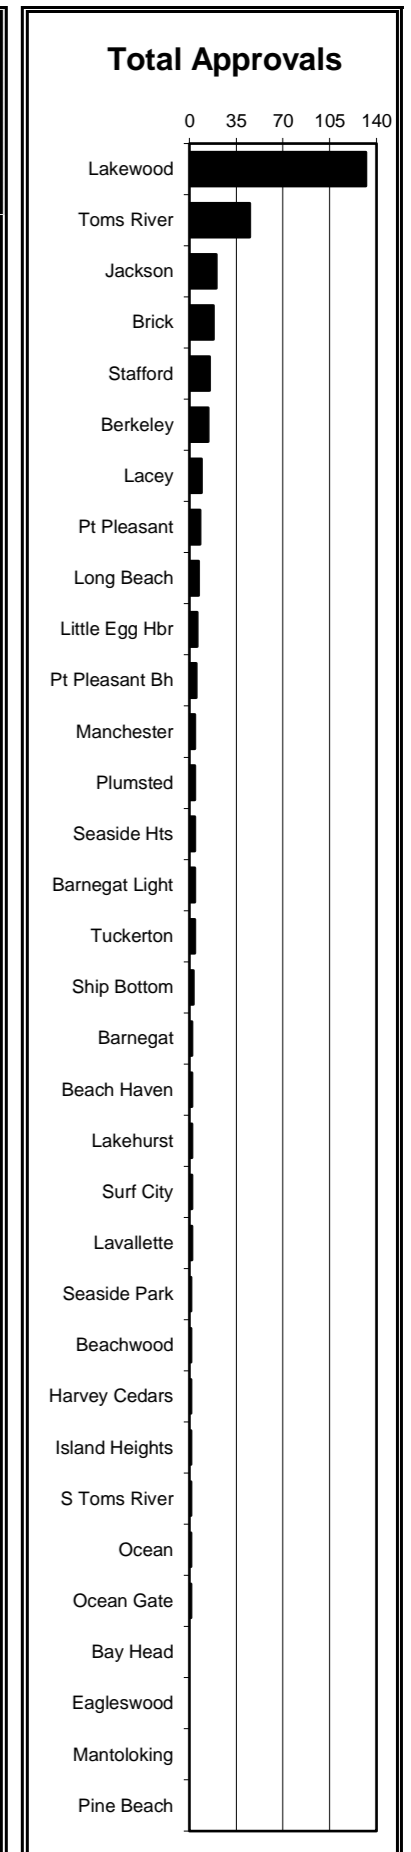 Total Approvals
0 35 70 105 140
Lakewood
Toms River
Jackson
Brick
Stafford
Berkeley
Lacey
Pt Pleasant
Long Beach
Little Egg Hbr
Pt Pleasant Bh
Manchester
Plumsted
Seaside Hts
Barnegat Light
Tuckerton
Ship Bottom
Barnegat
Beach Haven
Lakehurst
Surf City
Lavallette
Seaside Park
Beachwood
Harvey Cedars
Island Heights
S Toms River
Ocean
Ocean Gate
Bay Head
Eagleswood
Mantoloking
Pine Beach